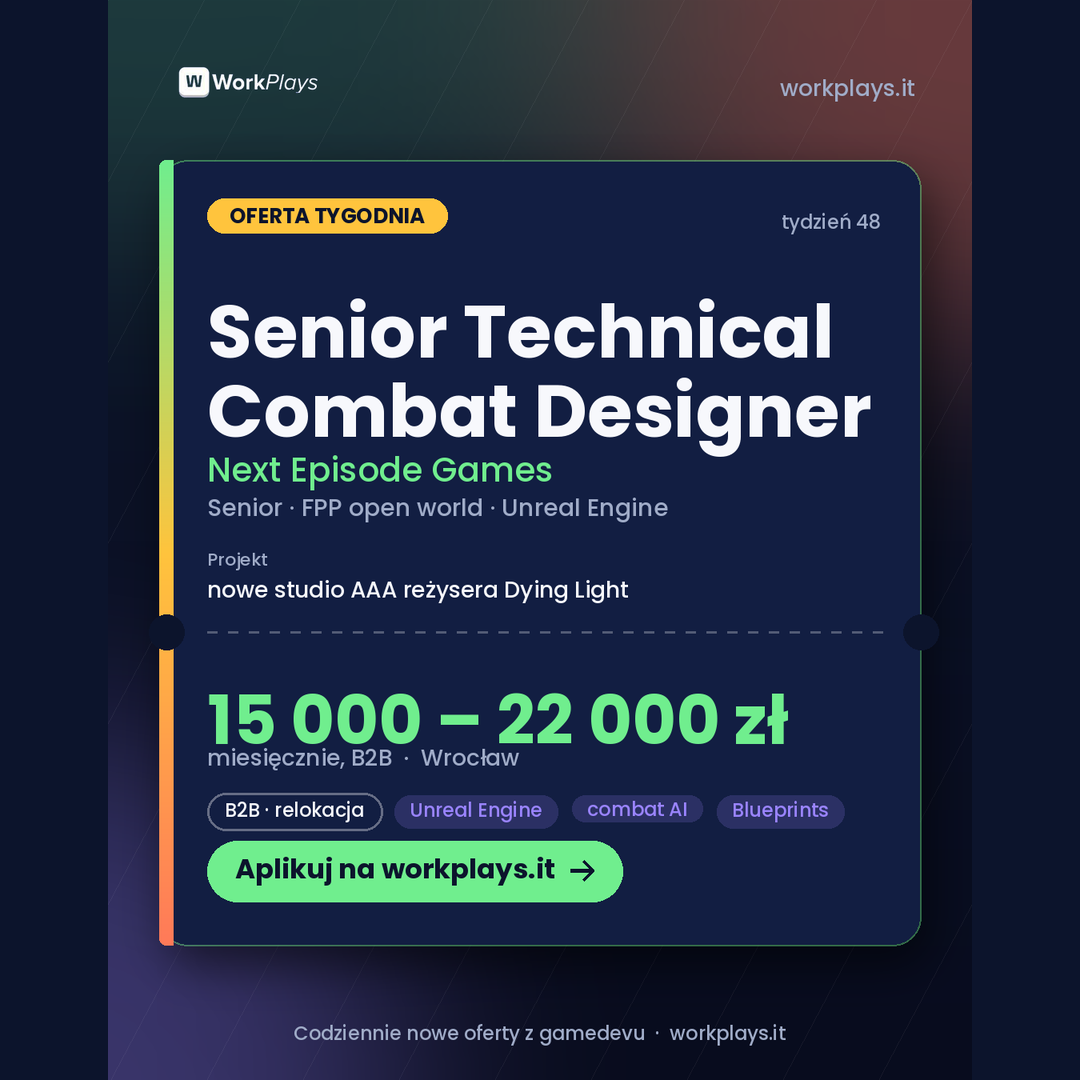 W WorkPlays
workplays.it
OFERTA TYGODNIA
tydzień 48
Senior Technical
Combat Designer
Next Episode Games
Senior · FPP open world · Unreal Engine
Projekt
nowe studio AAA reżysera Dying Light
15 000 – 22 000 zł
miesięcznie, B2B · Wrocław
B2B · relokacja Unreal Engine combat AI Blueprints
Aplikuj na workplays.it →
Codziennie nowe oferty z gamedevu · workplays.it